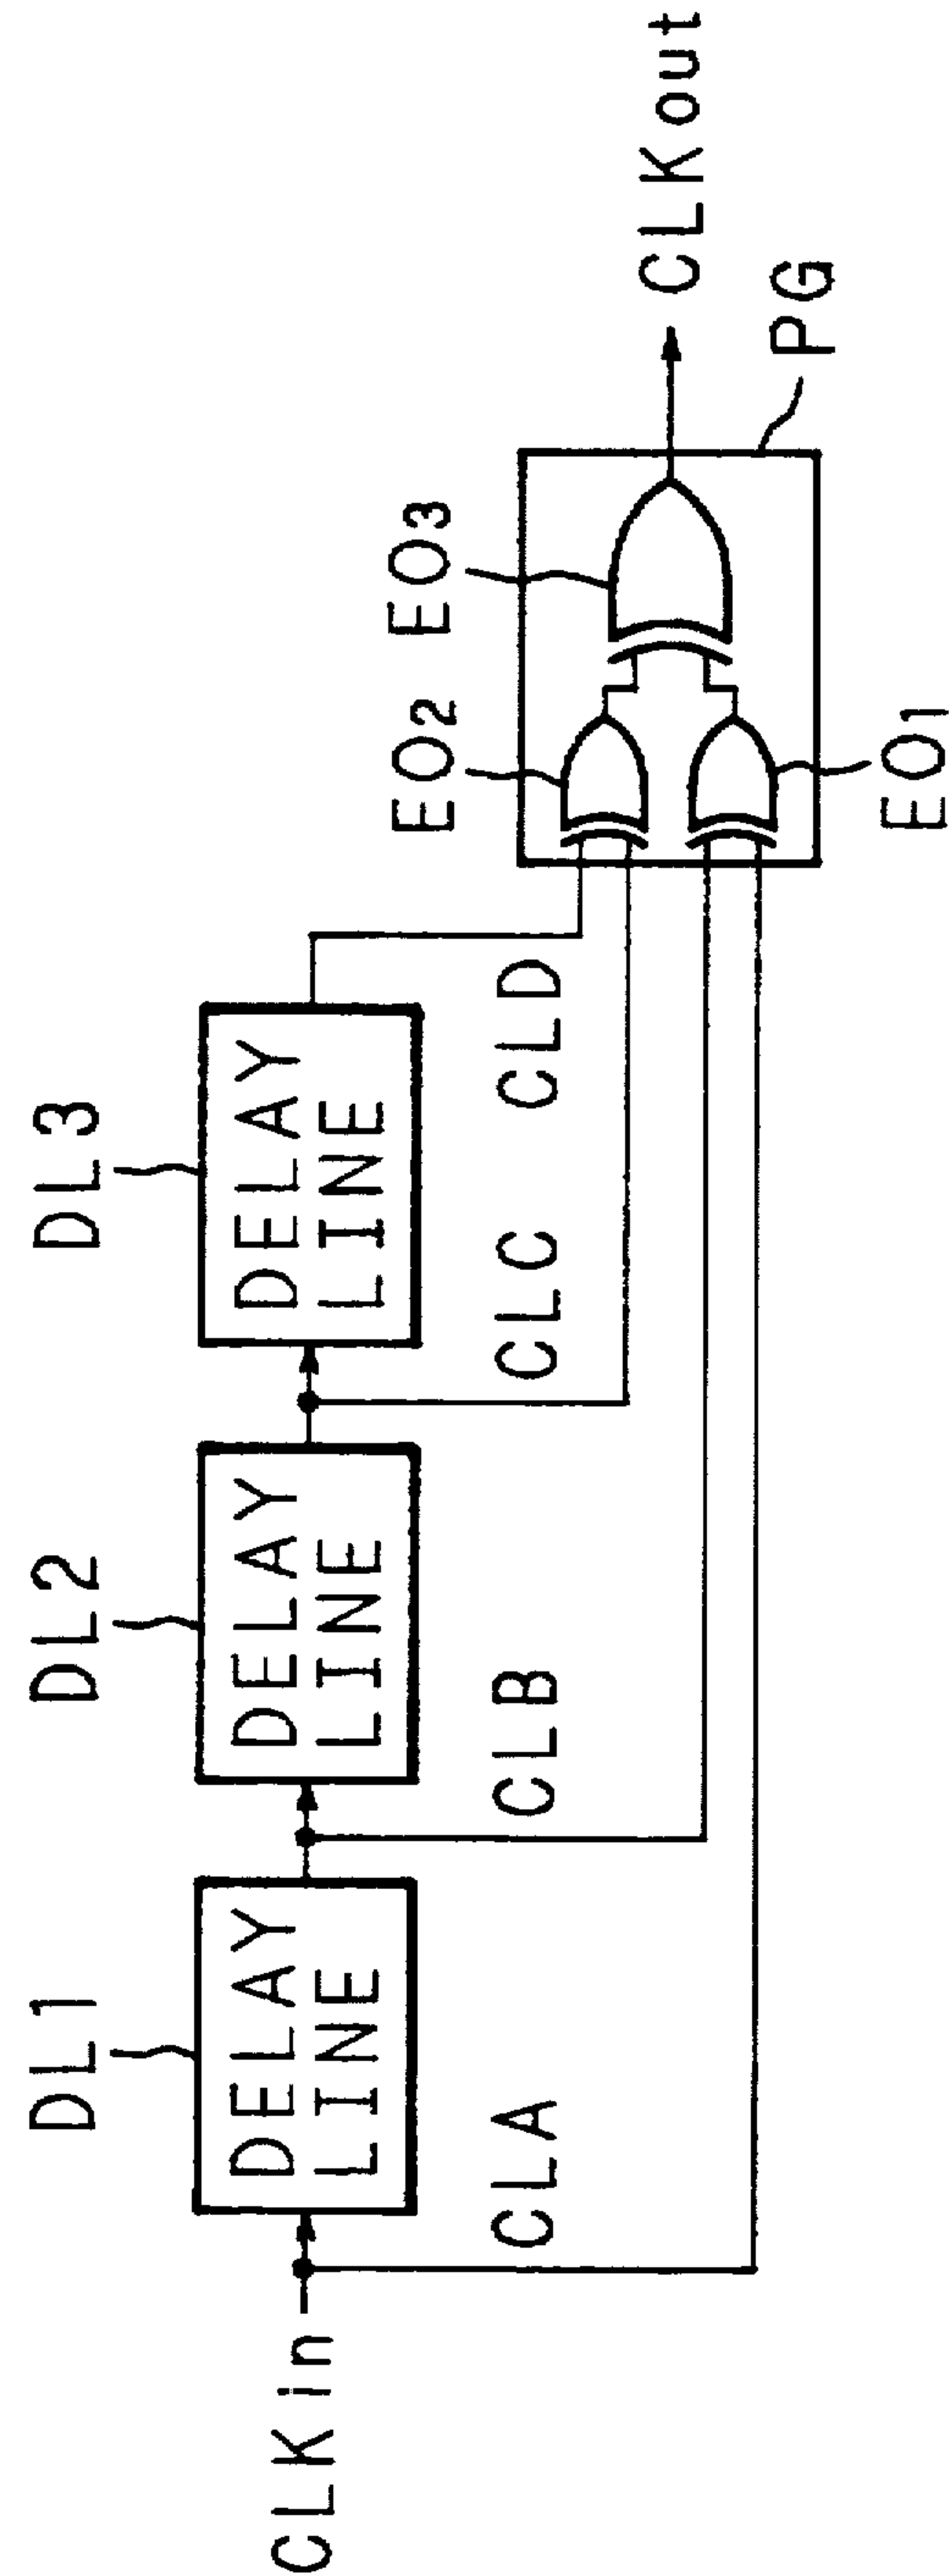 DL1
DL2
DL3
DELAY
LINE
DELAY
LINE
DELAY
LINE
EO2
EO3
CLKin
CLA
CLB
CLC
CLD
CLKout
EO1
PG